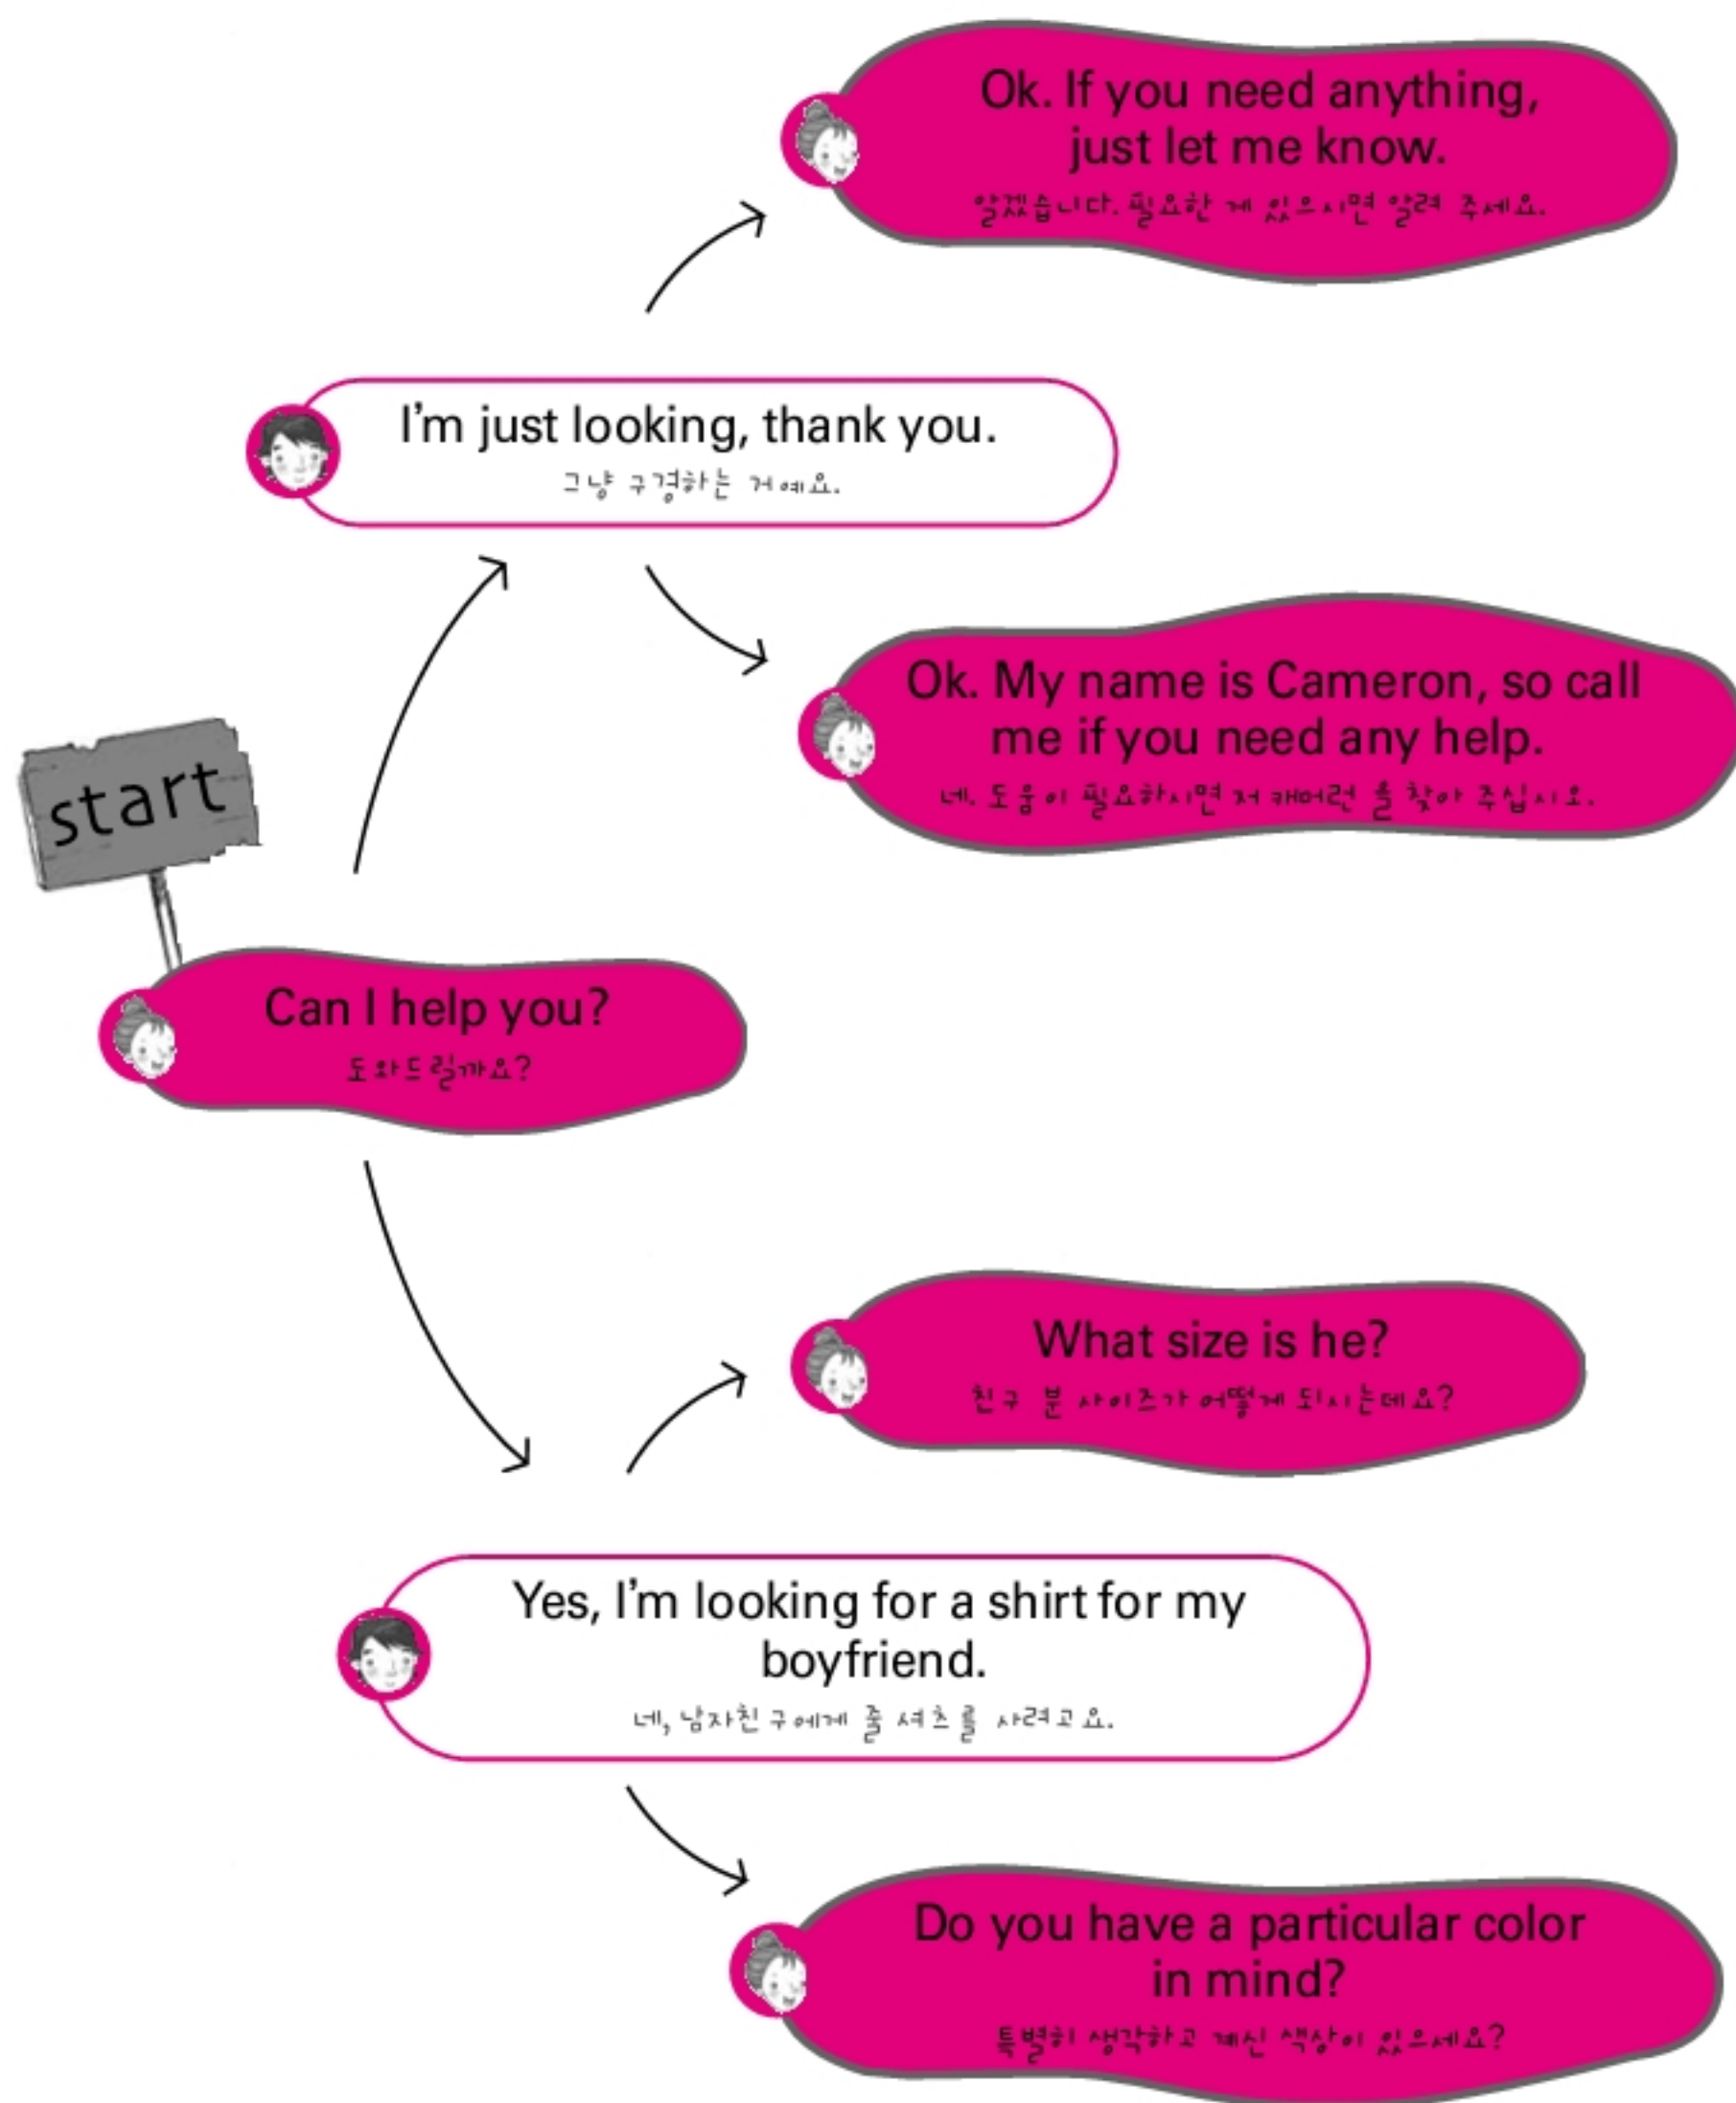 Ok. If you need anything,
just let me know.
알겠습니다. 필요한 게 있으시면 알려 주세요.
I'm just looking, thank you.
그냥 구경하는 거예요.
Ok. My name is Cameron, so call
me if you need any help.
네. 도움이 필요하시면 저 캐머런을 찾아 주십시오.
start
Can I help you?
도와드릴까요?
What size is he?
친구 분 사이즈가 어떻게 되시는데요?
Yes, I'm looking for a shirt for my
boyfriend.
네, 남자친구에게 줄 셔츠를 사려고요.
Do you have a particular color
in mind?
특별히 생각하고 계신 색상이 있으세요?